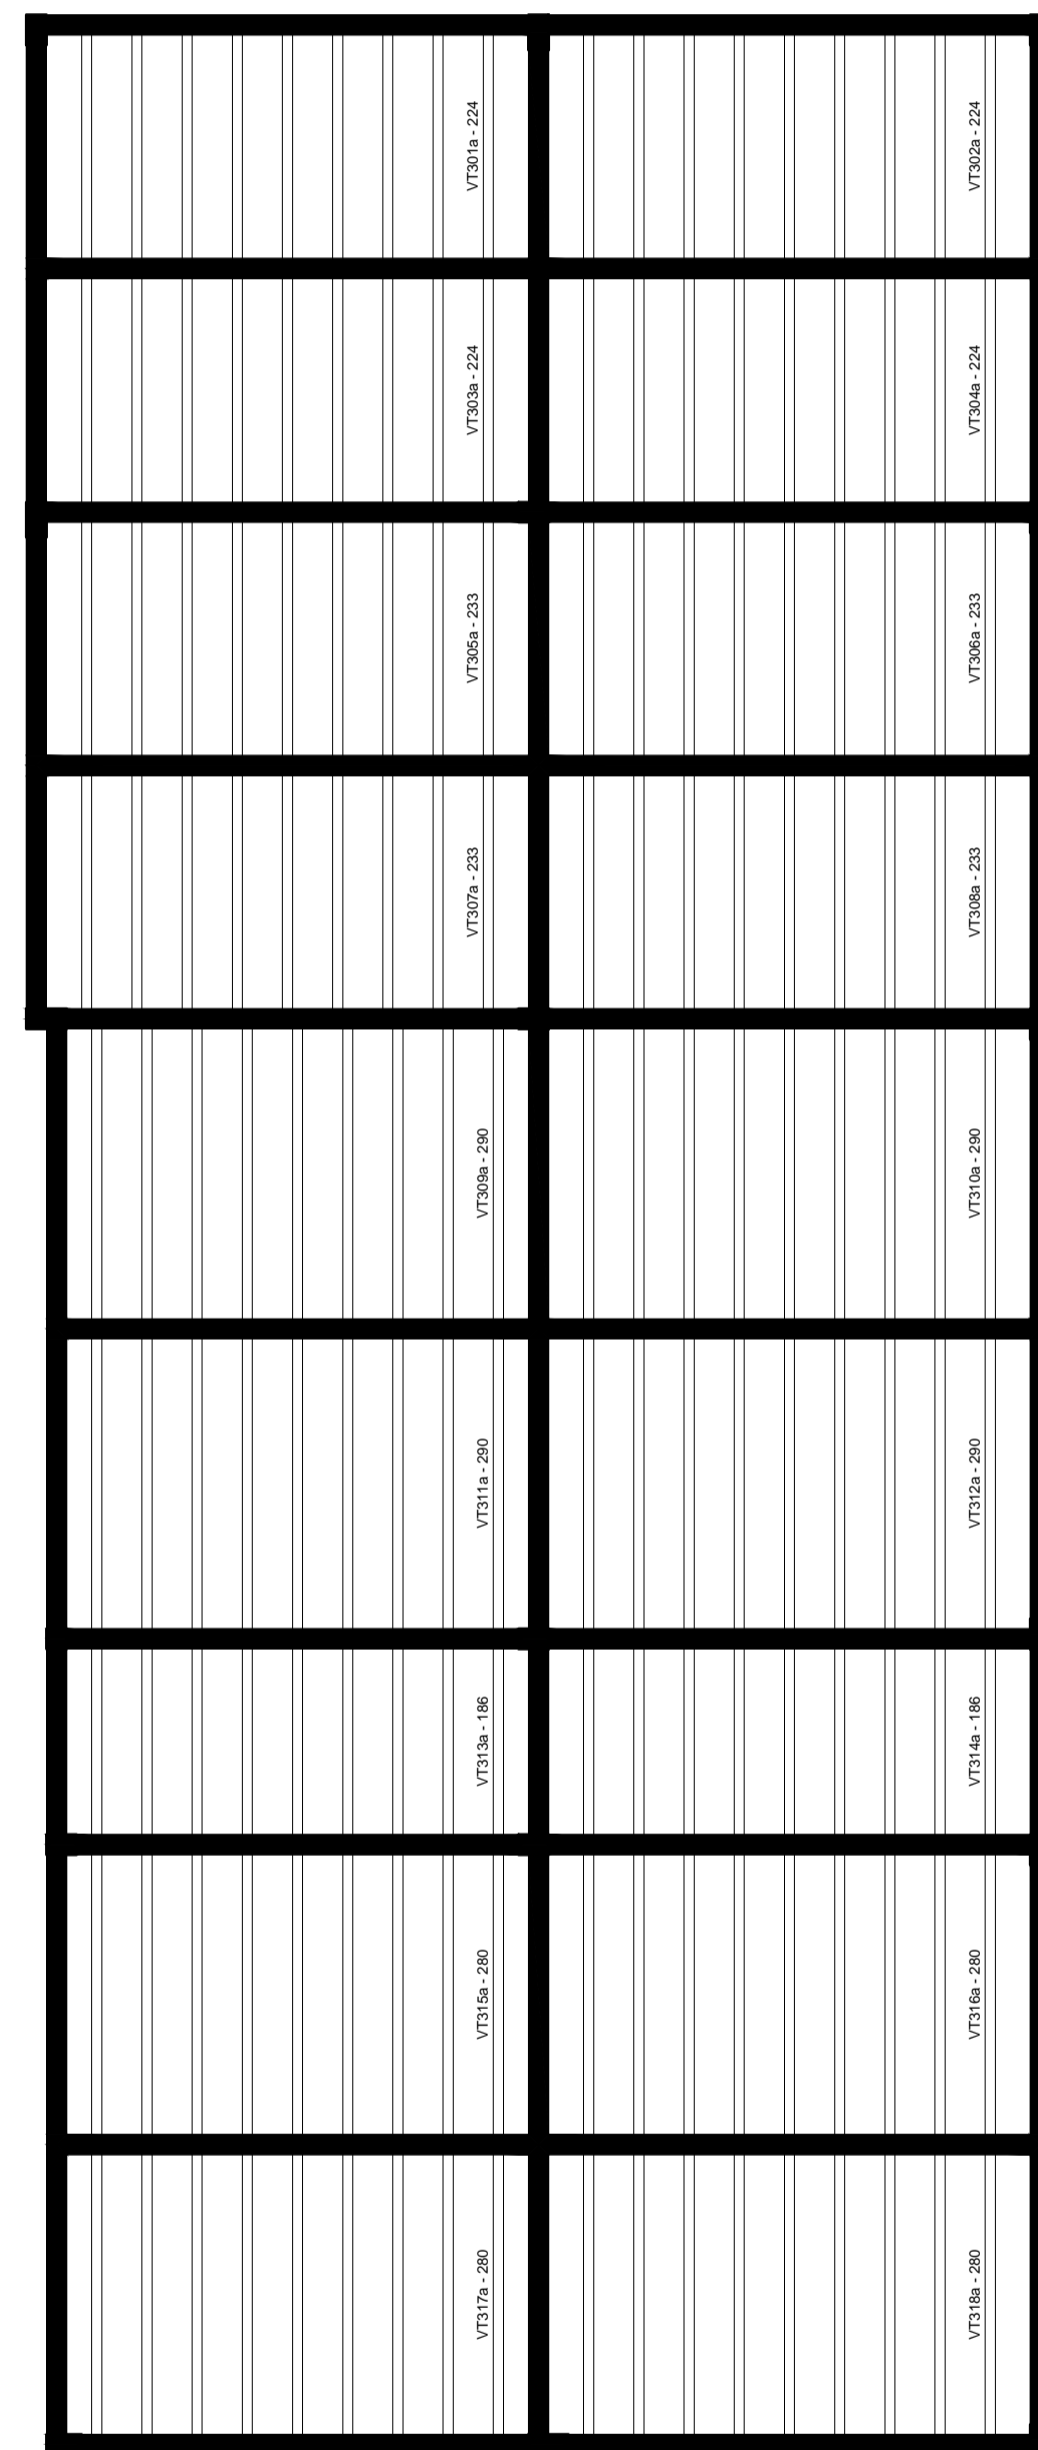 VT301a - 224
VT302a - 224
VT303a - 224
VT304a - 224
VT305a - 233
VT306a - 233
VT307a - 233
VT308a - 233
VT309a - 290
VT310a - 290
VT311a - 290
VT312a - 290
VT313a - 186
VT314a - 186
VT315a - 280
VT316a - 280
VT317a - 280
VT318a - 280